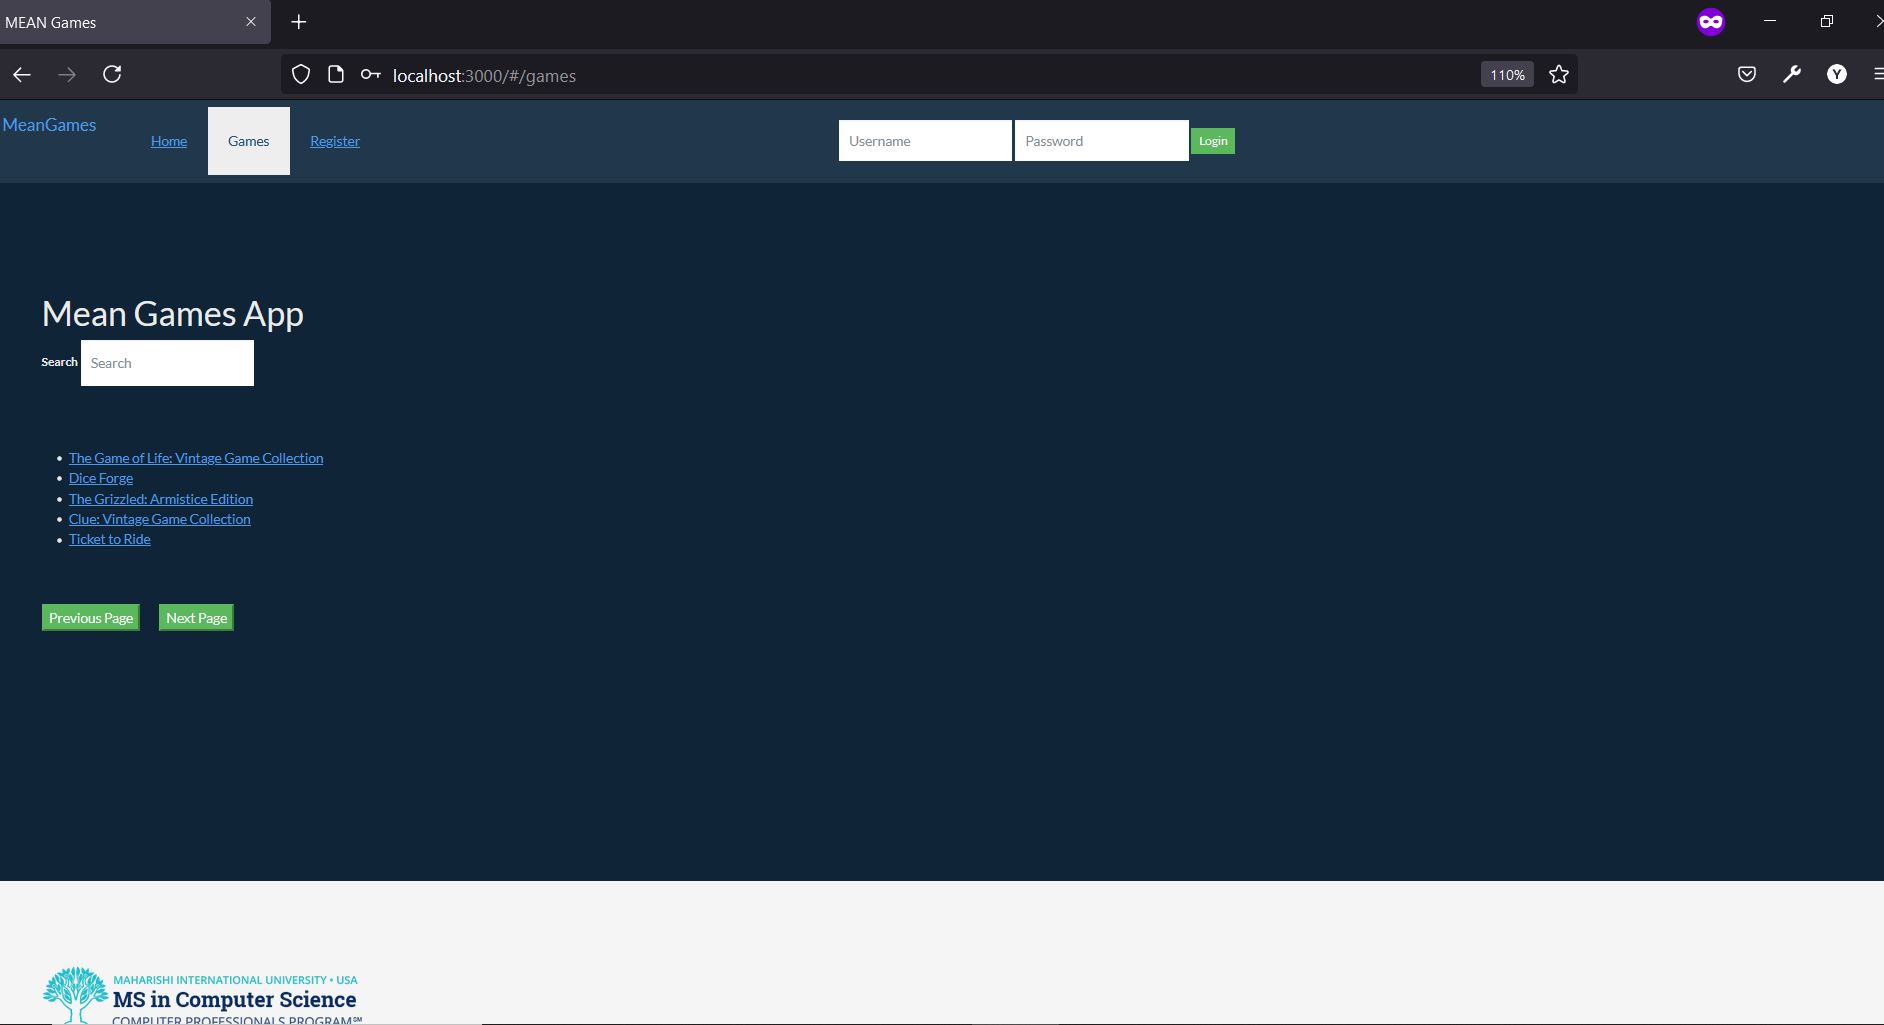 MEAN Games
localhost:3000/#/games
110%
Y
MeanGames
Home
Games
Register
Username
Password
Login
Mean Games App
Search
Search
The Game of Life: Vintage Game Collection
Dice Forge
The Grizzled: Armistice Edition
Clue: Vintage Game Collection
Ticket to Ride
Previous Page
Next Page
MAHARISHI INTERNATIONAL UNIVERSITY • USA
MS in Computer Science
COMPUTER PROFESSIONALS PROGRAM℠